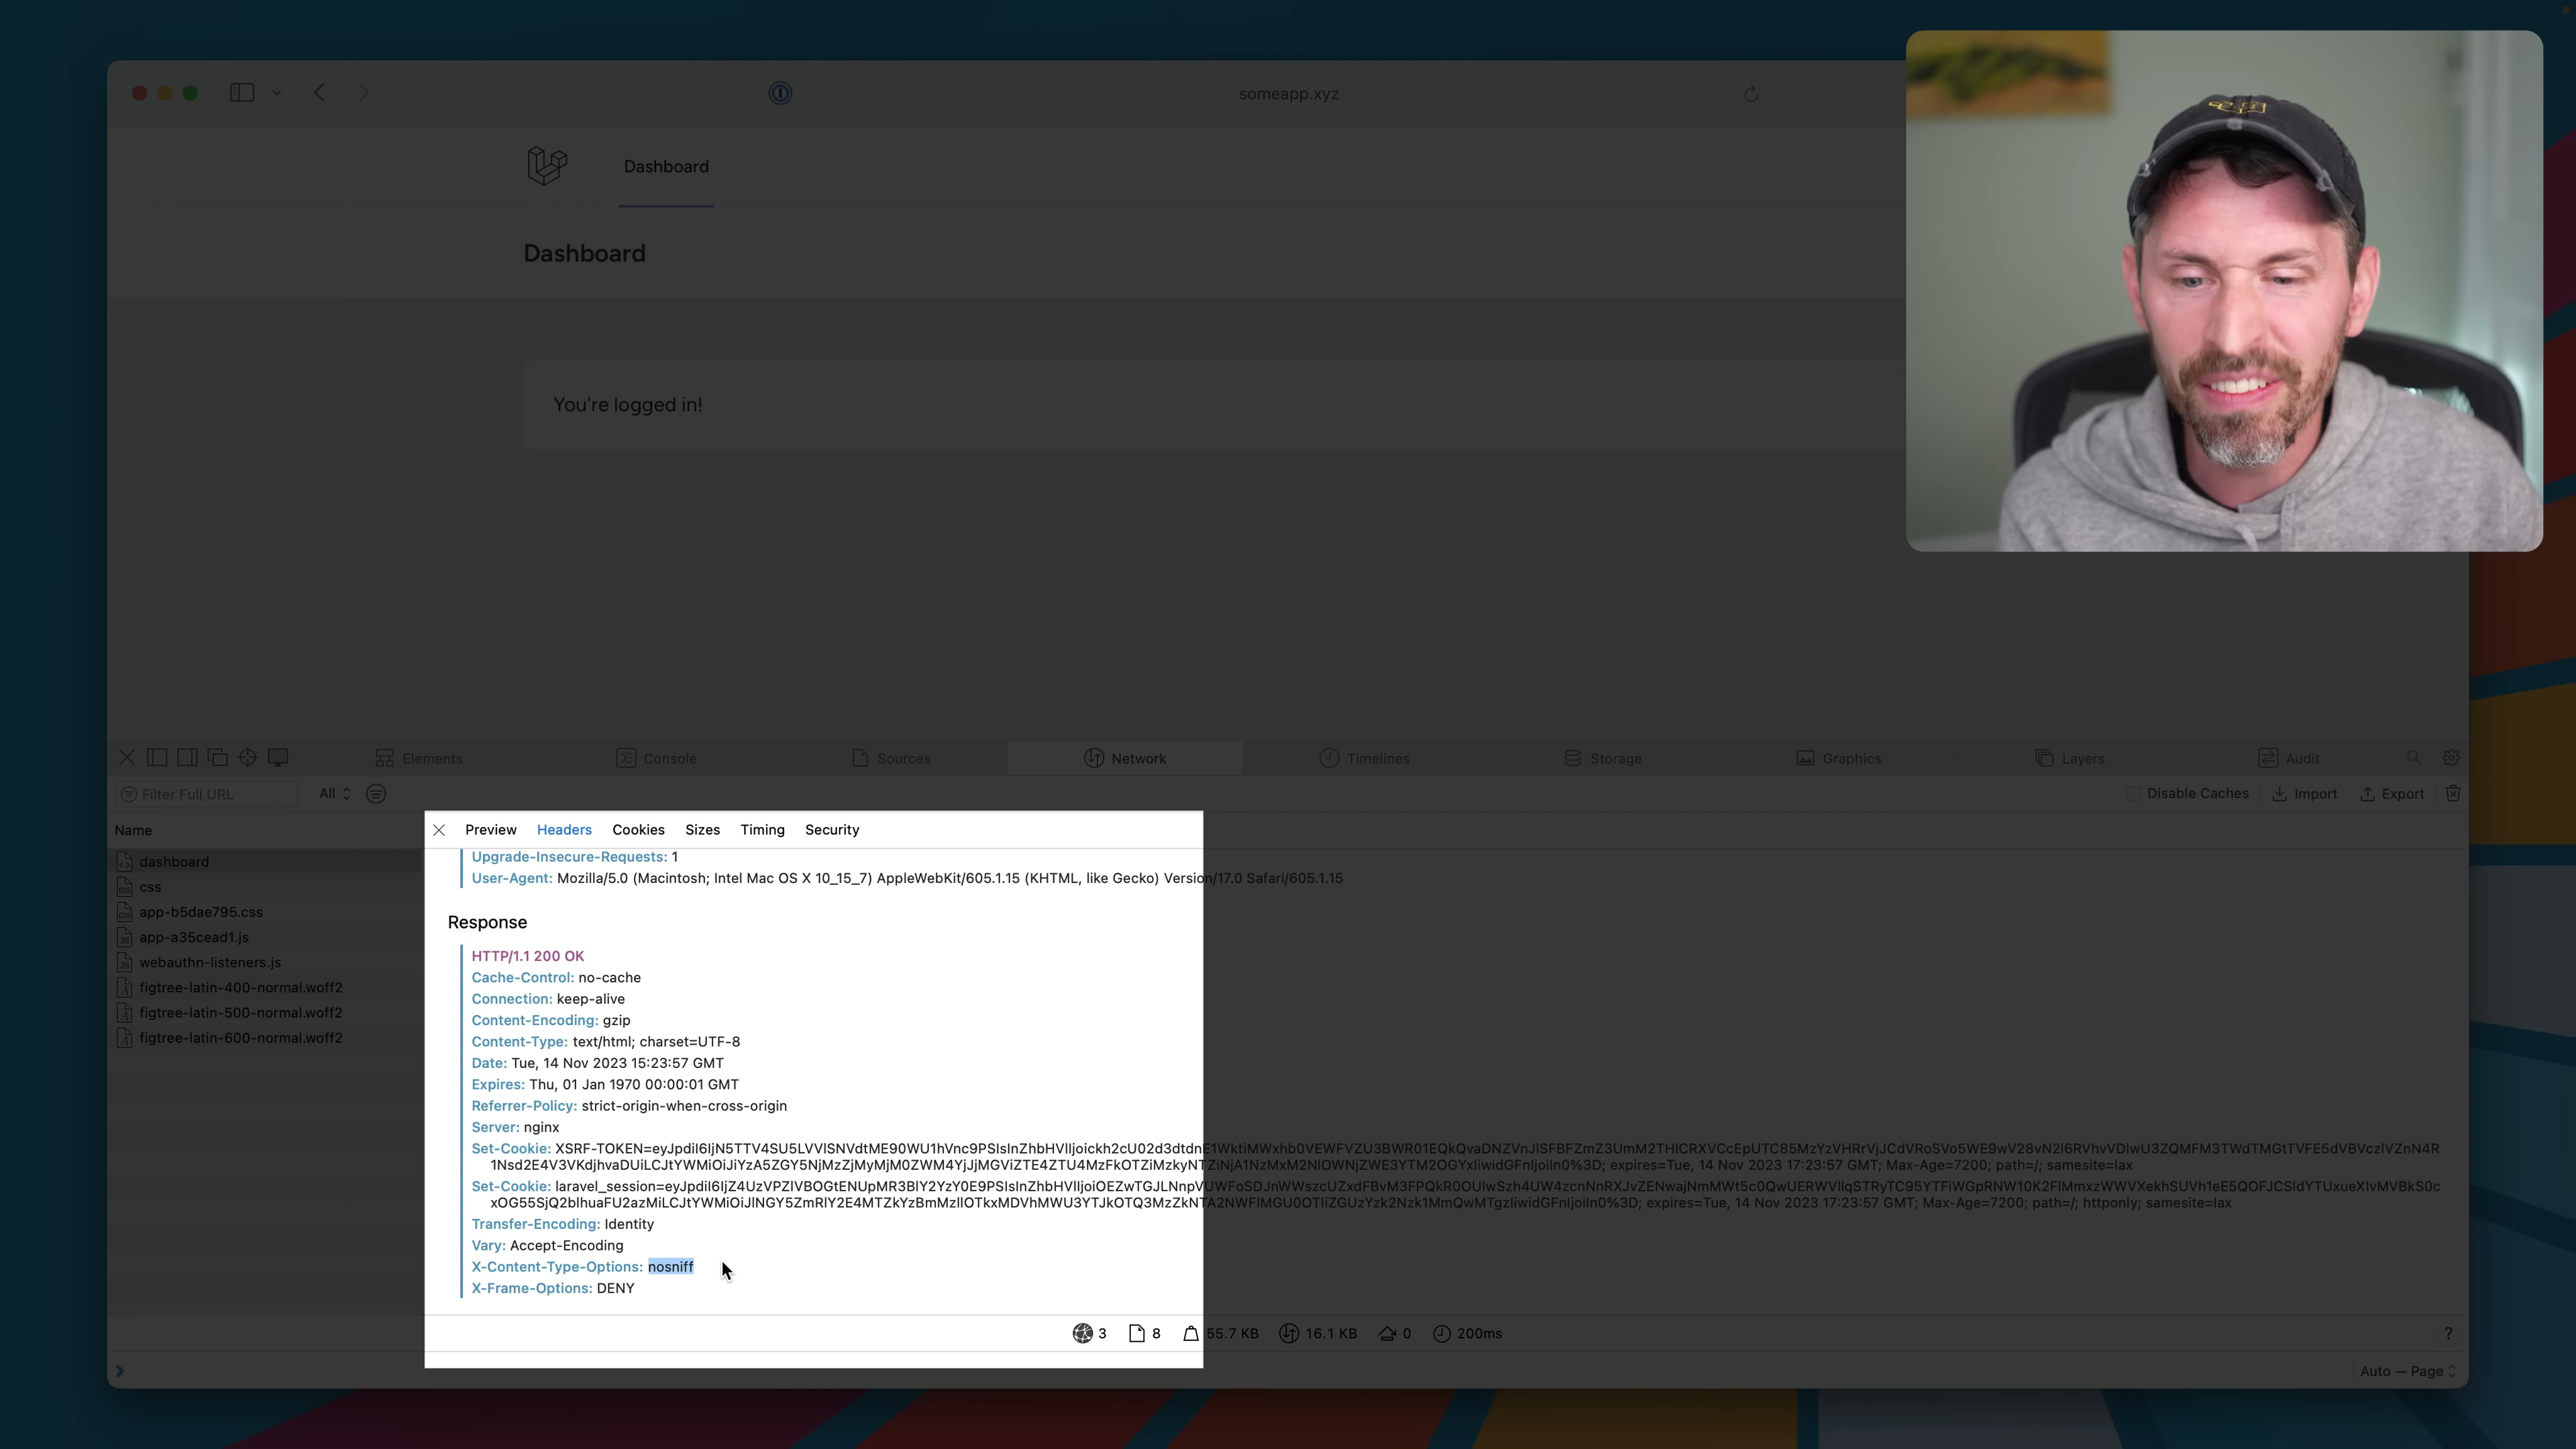 someapp.xyz
Dashboard
Dashboard
You're logged in!
Elements Console Sources Network Timelines Storage Graphics Layers Audit
Filter Full URL All Disable Caches Import Export
Name
dashboard
css
app-b5dae795.css
app-a35cead1.js
webauthn-listeners.js
figtree-latin-400-normal.woff2
figtree-latin-500-normal.woff2
figtree-latin-600-normal.woff2
Preview Headers Cookies Sizes Timing Security
Upgrade-Insecure-Requests: 1
User-Agent: Mozilla/5.0 (Macintosh; Intel Mac OS X 10_15_7) AppleWebKit/605.1.15 (KHTML, like Gecko) Version/17.0 Safari/605.1.15
Response
HTTP/1.1 200 OK
Cache-Control: no-cache
Connection: keep-alive
Content-Encoding: gzip
Content-Type: text/html; charset=UTF-8
Date: Tue, 14 Nov 2023 15:23:57 GMT
Expires: Thu, 01 Jan 1970 00:00:01 GMT
Referrer-Policy: strict-origin-when-cross-origin
Server: nginx
Set-Cookie:
expires=Tue, 14 Nov 2023 17:23:57 GMT; Max-Age=7200; path=/; samesite=lax
Set-Cookie:
expires=Tue, 14 Nov 2023 17:23:57 GMT; Max-Age=7200; path=/; httponly; samesite=lax
Transfer-Encoding: Identity
Vary: Accept-Encoding
X-Content-Type-Options: nosniff
X-Frame-Options: DENY
3 8 55.7 KB 16.1 KB 0 200ms ?
Auto — Page